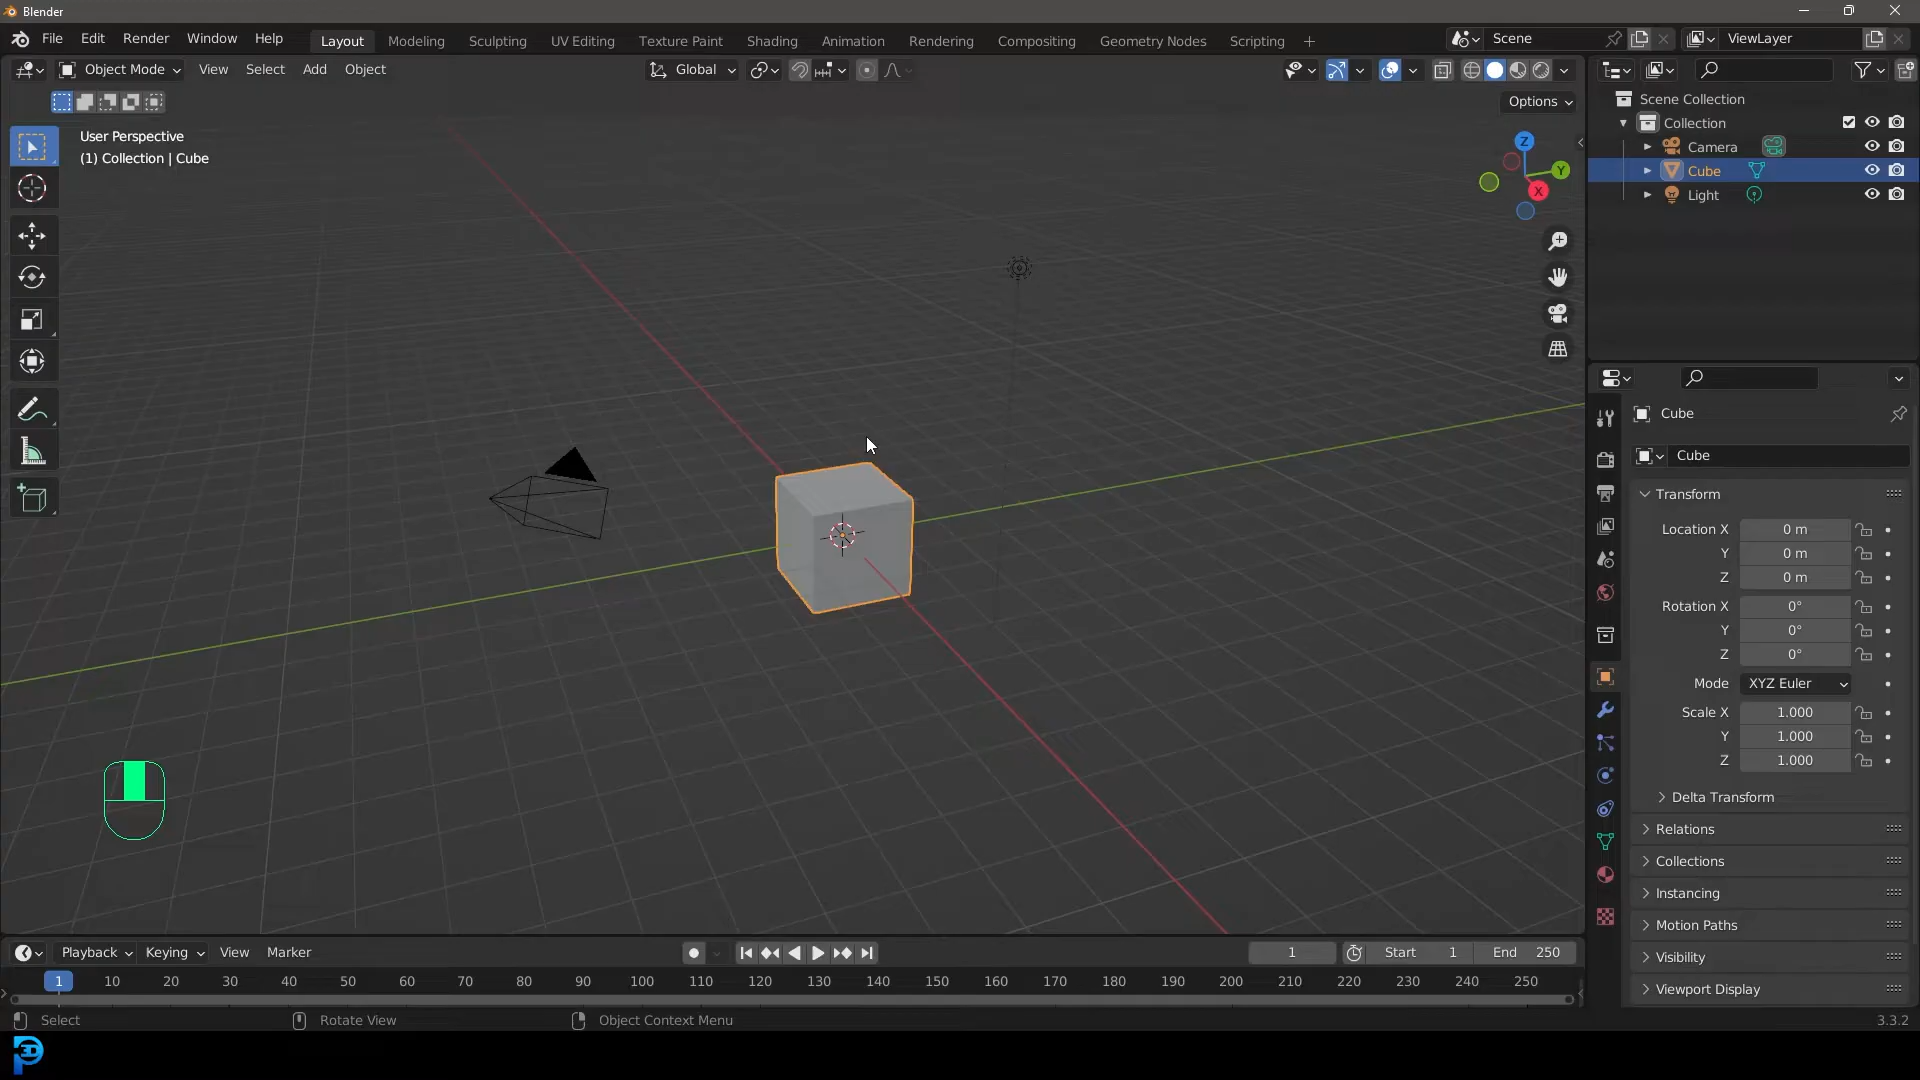 Blender
File Edit Render Window Help Layout Modeling Sculpting UV Editing Texture Paint Shading Animation Rendering Compositing Geometry Nodes Scripting + Scene ViewLayer
Object Mode View Select Add Object Global
Options
User Perspective
(1) Collection | Cube
Z
Y
X
Scene Collection
Collection
Camera
Cube
Light
Cube
Cube
Transform
Location X 0 m
Y 0 m
Z 0 m
Rotation X 0°
Y 0°
Z 0°
Mode XYZ Euler
Scale X 1.000
Y 1.000
Z 1.000
Delta Transform
Relations
Collections
Instancing
Motion Paths
Visibility
Viewport Display
Playback Keying View Marker 1 Start 1 End 250
1 10 20 30 40 50 60 70 80 90 100 110 120 130 140 150 160 170 180 190 200 210 220 230 240 250
Select Rotate View Object Context Menu 3.3.2